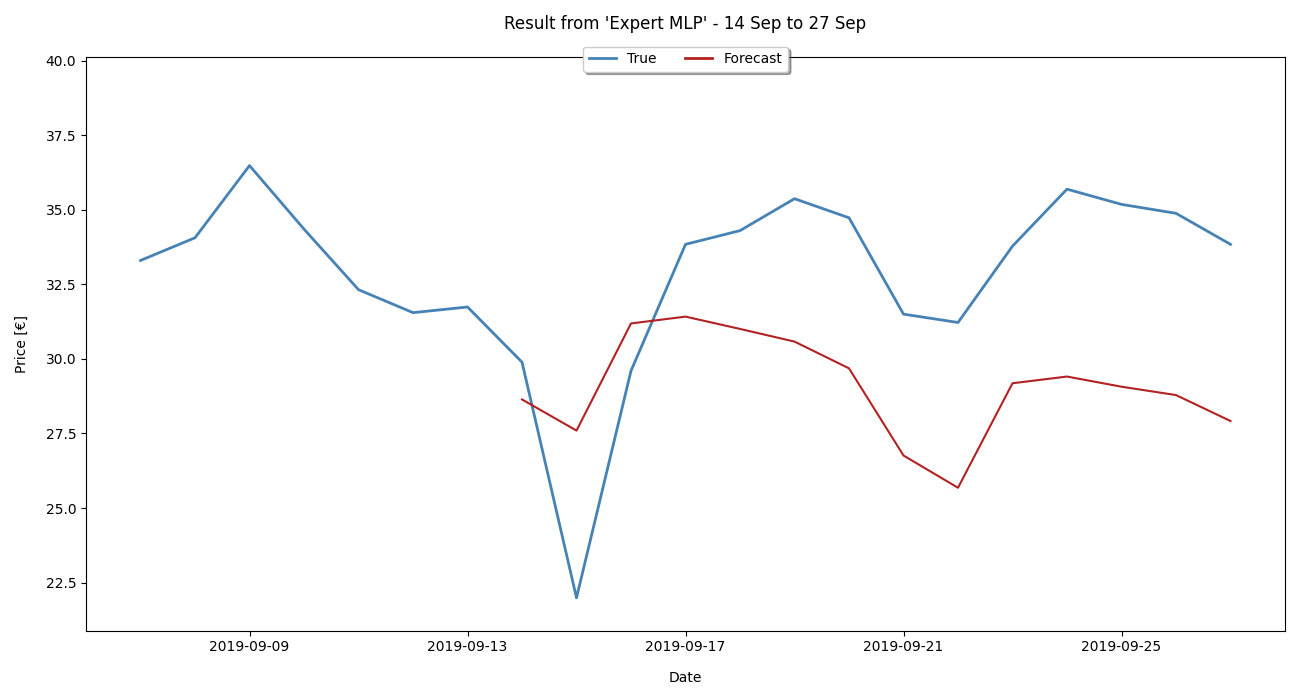 Result from 'Expert MLP' - 14 Sep to 27 Sep
True Forecast
40.0
37.5
35.0
32.5
30.0
27.5
25.0
22.5
Price [€]
2019-09-09 2019-09-13 2019-09-17 2019-09-21 2019-09-25
Date